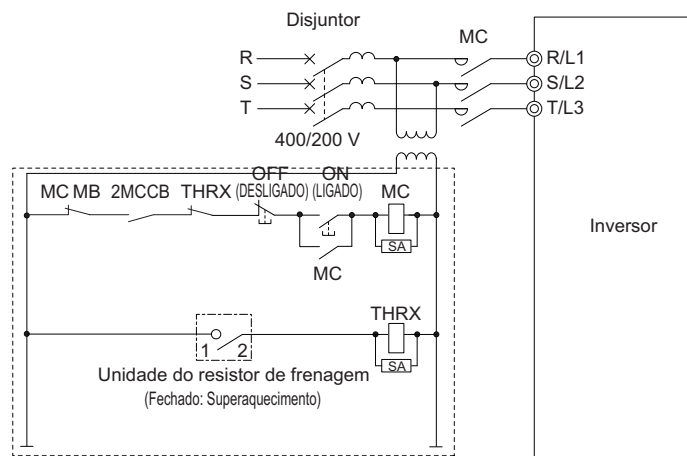 Disjuntor
MC
R
R/L1
S
S/L2
T
T/L3
400/200 V
MC MB
2MCCB
THRX
OFF
(DESLIGADO)
ON
(LIGADO)
MC
SA
MC
Inversor
THRX
1
2
SA
Unidade do resistor de frenagem
(Fechado: Superaquecimento)